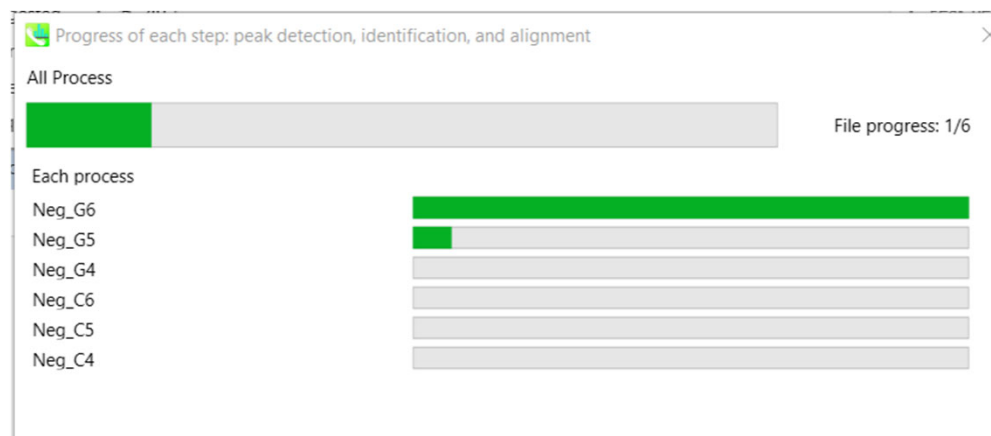 Progress of each step: peak detection, identification, and alignment
All Process
File progress: 1/6
Each process
Neg_G6
Neg_G5
Neg_G4
Neg_C6
Neg_C5
Neg_C4